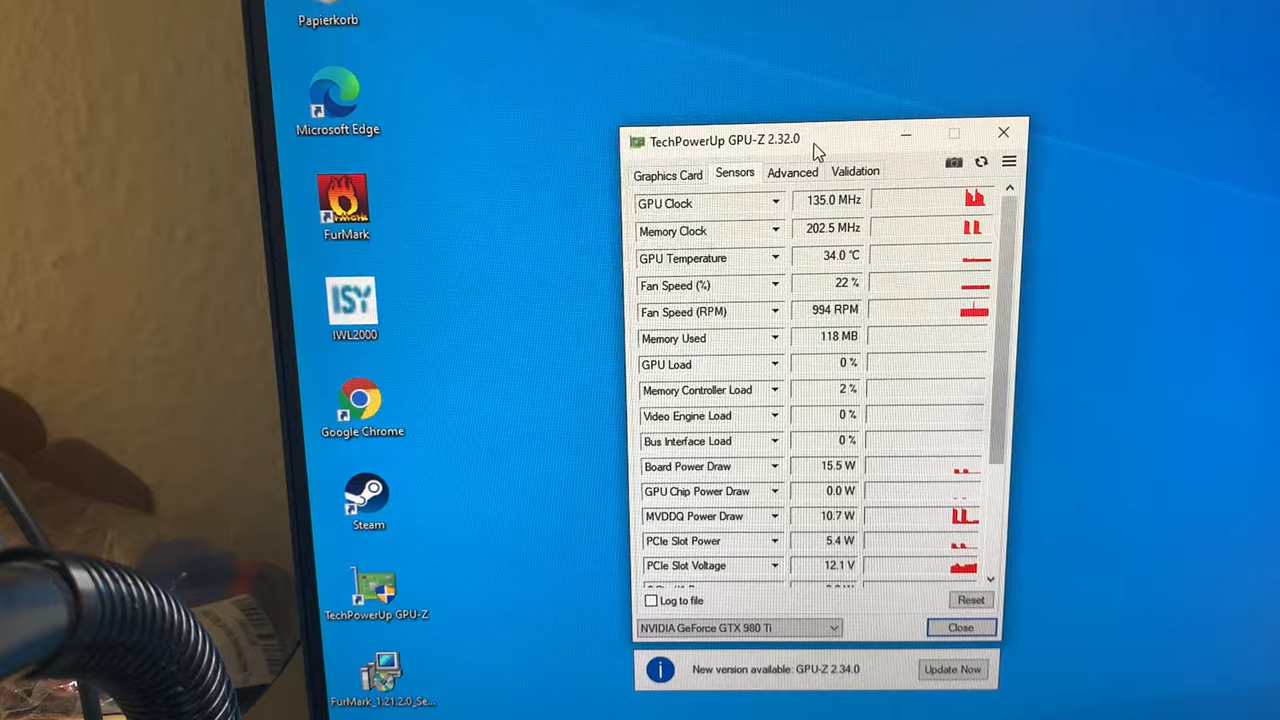 Papierkorb
Microsoft Edge
FurMark
ISY
IWL2000
Google Chrome
Steam
TechPowerUp GPU-Z
FurMark_1.21.2.0_Se...
TechPowerUp GPU-Z 2.32.0
Graphics Card Sensors Advanced Validation
GPU Clock 135.0 MHz
Memory Clock 202.5 MHz
GPU Temperature 34.0 °C
Fan Speed (%) 22 %
Fan Speed (RPM) 994 RPM
Memory Used 118 MB
GPU Load 0 %
Memory Controller Load 2 %
Video Engine Load 0 %
Bus Interface Load 0 %
Board Power Draw 15.5 W
GPU Chip Power Draw 0.0 W
MVDDQ Power Draw 10.7 W
PCIe Slot Power 5.4 W
PCIe Slot Voltage 12.1 V
Log to file Reset
NVIDIA GeForce GTX 980 Ti Close
New version available: GPU-Z 2.34.0 Update Now